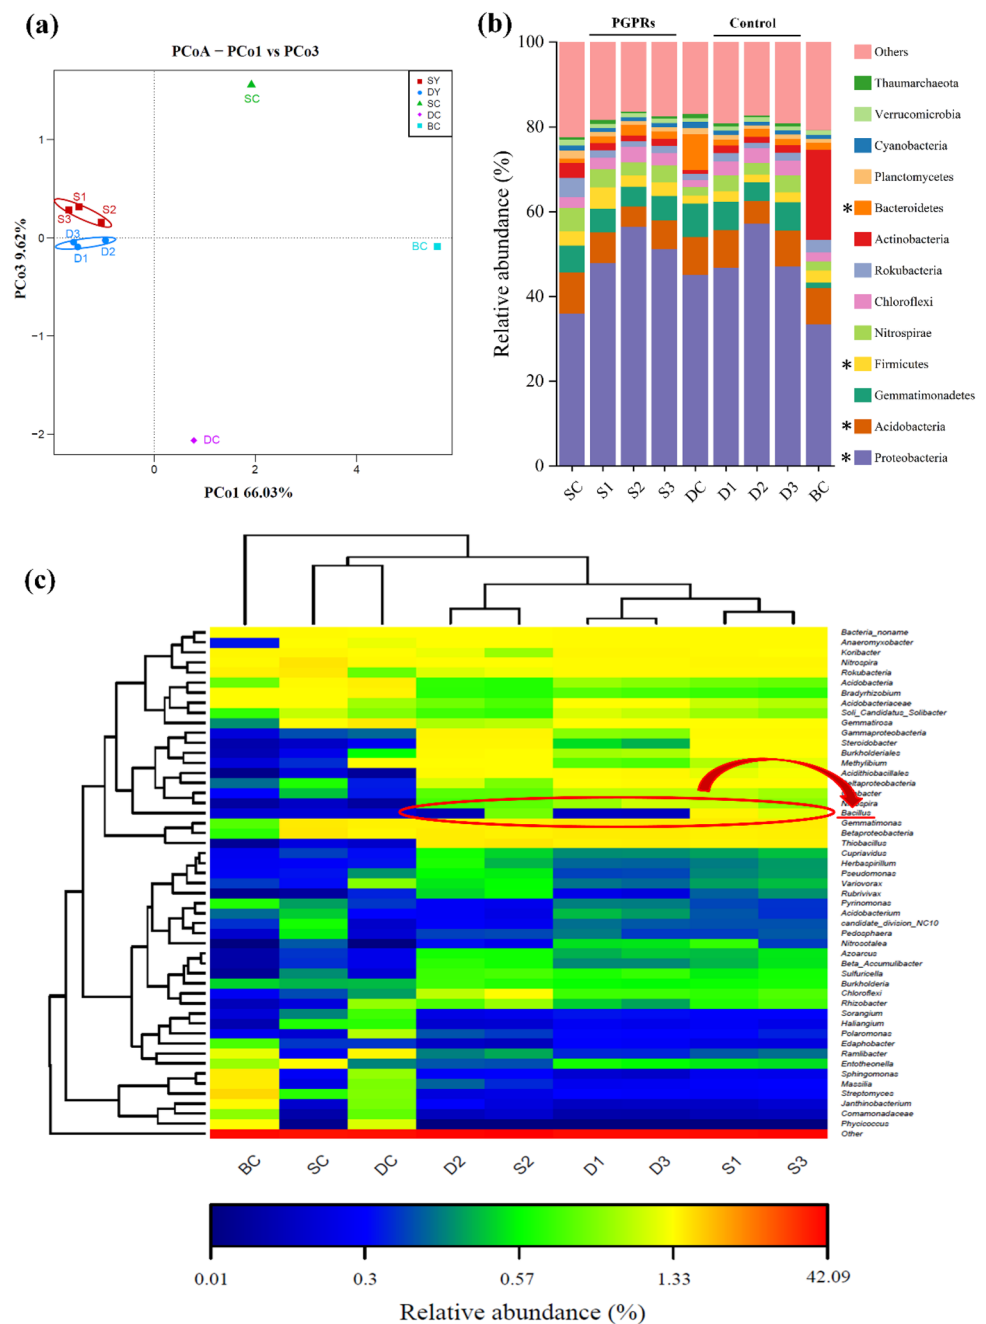 (a)
PCoA − PCo1 vs PCo3
SY
DY
SC
DC
BC
SC
S1
S2
S3
D3
D1
D2
BC
DC
1
0
−1
−2
0
2
4
PCo3 9.62%
PCo1 66.03%
(b)
PGPRs
Control
100
80
60
40
20
0
Relative abundance (%)
SC
S1
S2
S3
DC
D1
D2
D3
BC
Others
Thaumarchaeota
Verrucomicrobia
Cyanobacteria
Planctomycetes
* Bacteroidetes
Actinobacteria
Rokubacteria
Chloroflexi
Nitrospirae
* Firmicutes
Gemmatimonadetes
* Acidobacteria
* Proteobacteria
(c)
Bacteria_noname
Anaeromyxobacter
Koribacter
Nitrospira
Rokubacteria
Acidobacteria
Bradyrhizobium
Acidobacteriaceae
Soli_Candidatus_Solibacter
Gemmatirosa
Gammaproteobacteria
Steroidobacter
Burkholderiales
Methylibium
Acidithiobacillales
Bacillus
Gemmatimonas
Betaproteobacteria
Thiobacillus
Cupriavidus
Herbaspirillum
Pseudomonas
Variovorax
Rubrivivax
Pyrinomonas
Acidobacterium
candidate_division_NC10
Pedosphaera
Nitrosotalea
Azoarcus
Beta_Accumulibacter
Sulfuricella
Burkholderia
Chloroflexi
Rhizobacter
Sorangium
Haliangium
Polaromonas
Edaphobacter
Ramlibacter
Entotheonella
Sphingomonas
Massilia
Streptomyces
Janthinobacterium
Comamonadaceae
Phycicoccus
Other
BC
SC
DC
D2
S2
D1
D3
S1
S3
0.01
0.3
0.57
1.33
42.09
Relative abundance (%)